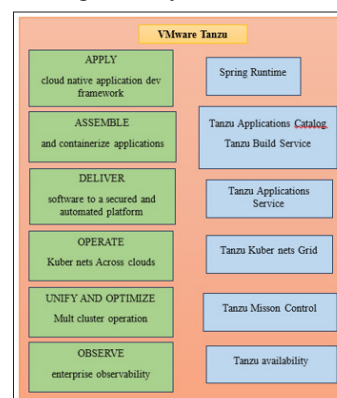 VMware Tanzu
APPLY
cloud native application dev
framework
Spring Runtime
ASSEMBLE
and containerize applications
Tanzu Applications Catalog
Tanzu Build Service
DELIVER
software to a secured and
automated platform
Tanzu Applications
Service
OPERATE
Kuber nets Across clouds
Tanzu Kuber nets Grid
UNIFY AND OPTIMIZE
Mult cluster operation
Tanzu Misson Control
OBSERVE
enterprise observability
Tanzu availability